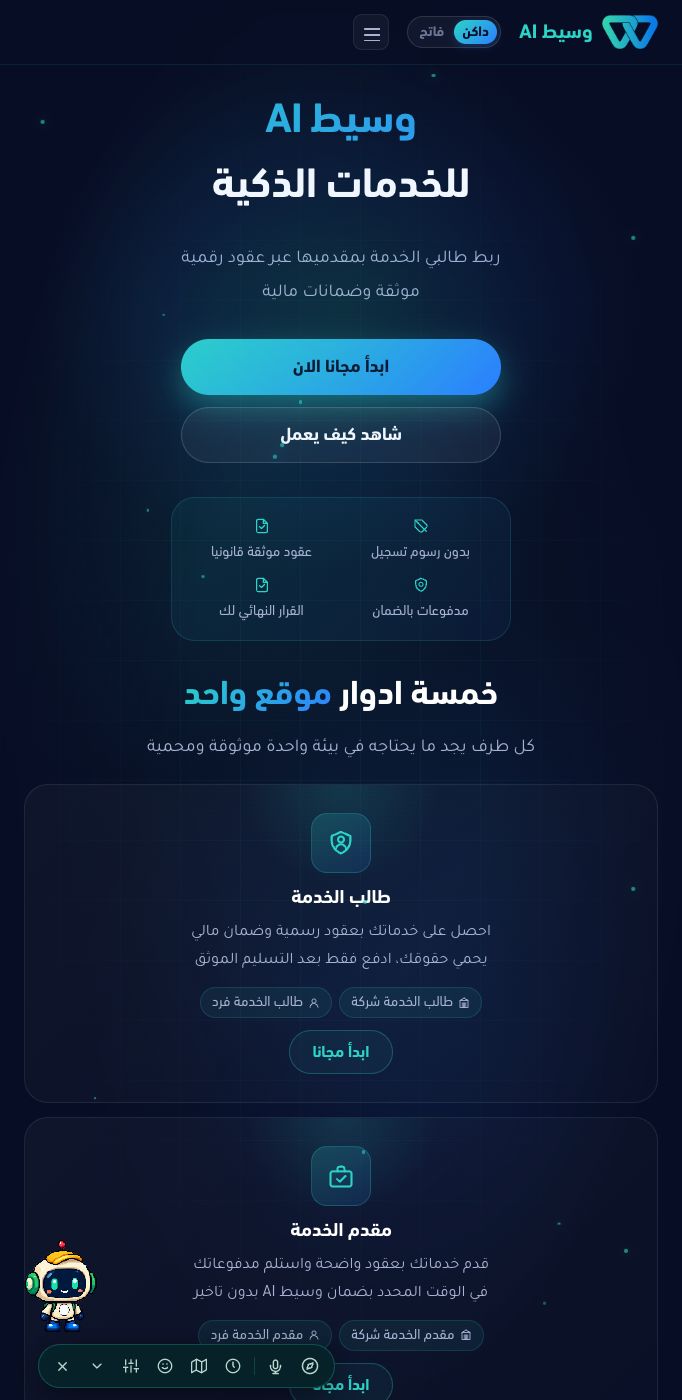 وسيط AI
داكن
فاتح
وسيط AI
للخدمات الذكية
ربط طالبي الخدمة بمقدميها عبر عقود رقمية
موثقة وضمانات مالية
ابدأ مجانا الان
شاهد كيف يعمل
بدون رسوم تسجيل
عقود موثقة قانونيا
مدفوعات بالضمان
القرار النهائي لك
خمسة ادوار موقع واحد
كل طرف يجد ما يحتاجه في بيئة واحدة موثوقة ومحمية
طالب الخدمة
احصل على خدماتك بعقود رسمية وضمان مالي
يحمي حقوقك، ادفع فقط بعد التسليم الموثق
طالب الخدمة شركة
طالب الخدمة فرد
ابدأ مجانا
مقدم الخدمة
قدم خدماتك بعقود واضحة واستلم مدفوعاتك
في الوقت المحدد بضمان وسيط AI بدون تاخير
مقدم الخدمة شركة
مقدم الخدمة فرد
ابدأ مجانا